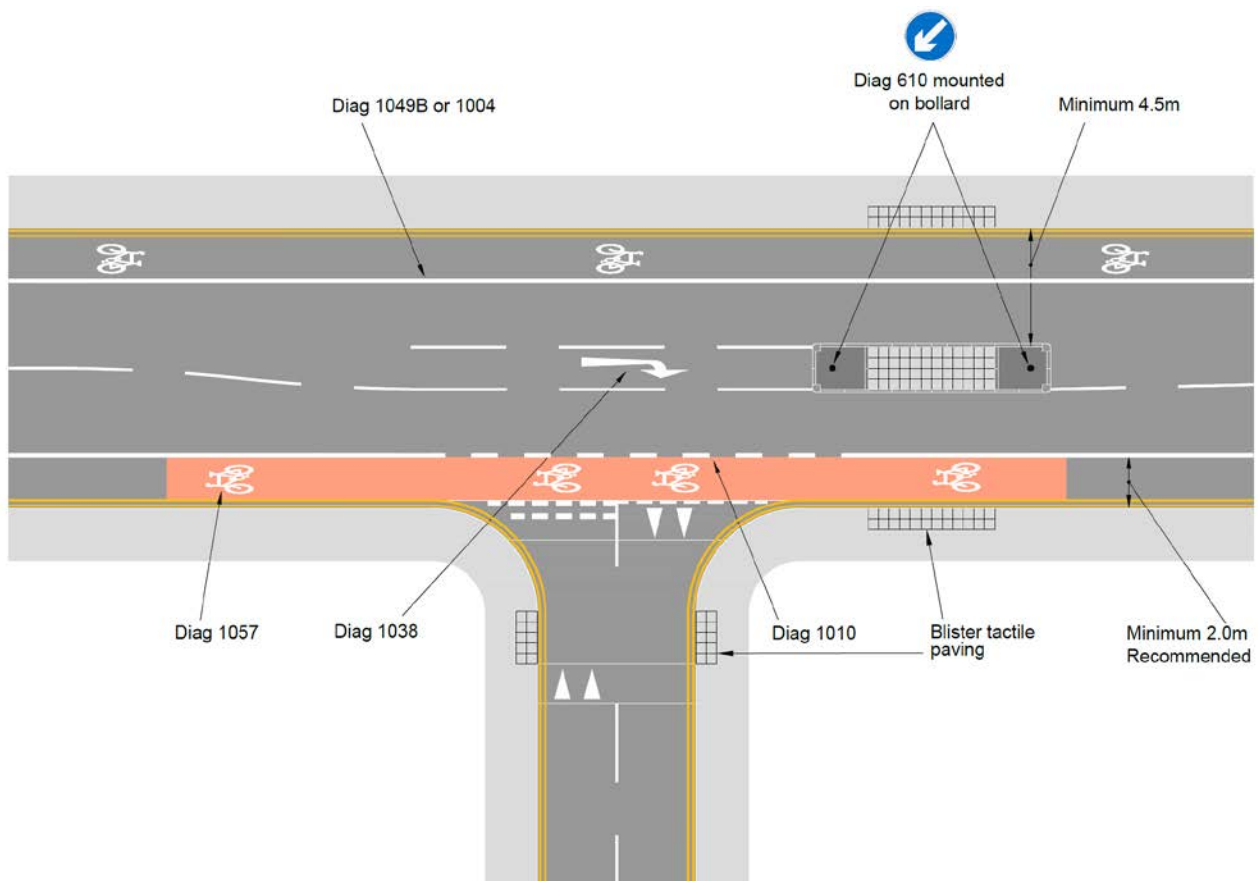 Diag 610 mounted
on bollard
Diag 1049B or 1004
Minimum 4.5m
Diag 1057
Diag 1038
Diag 1010
Blister tactile
paving
Minimum 2.0m
Recommended